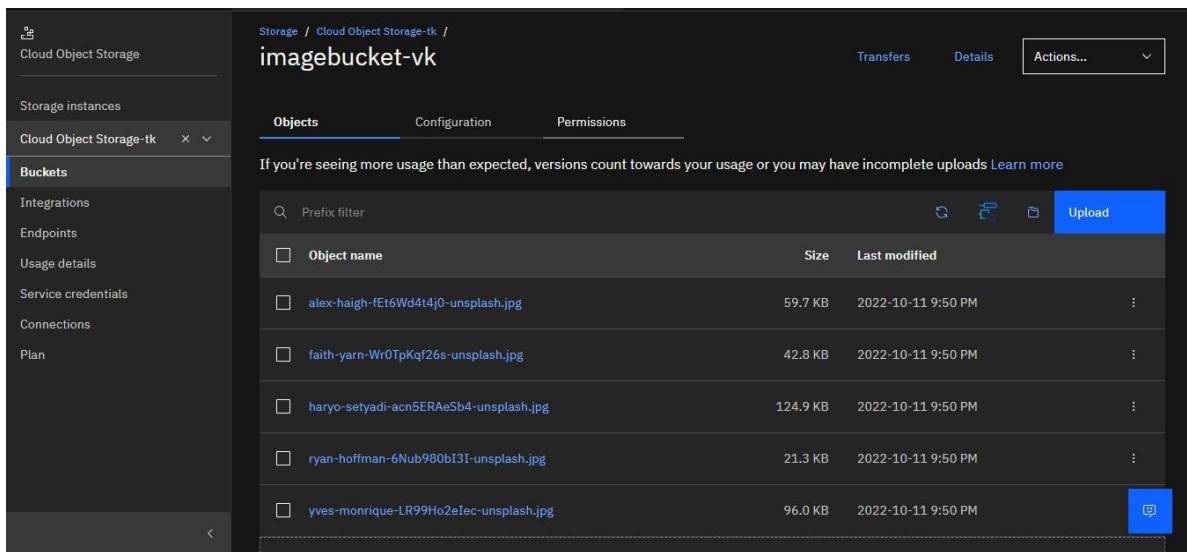 Cloud Object Storage
Storage instances
Cloud Object Storage-tk
Buckets
Integrations
Endpoints
Usage details
Service credentials
Connections
Plan
Storage / Cloud Object Storage-tk /
imagebucket-vk
Transfers Details Actions...
Objects Configuration Permissions
If you're seeing more usage than expected, versions count towards your usage or you may have incomplete uploads Learn more
Prefix filter Upload
Object name Size Last modified
alex-haigh-fEt6Wd4t4j0-unsplash.jpg 59.7 KB 2022-10-11 9:50 PM
faith-yarn-Wr0TpKqf26s-unsplash.jpg 42.8 KB 2022-10-11 9:50 PM
haryo-setyadi-acn5ERAeSb4-unsplash.jpg 124.9 KB 2022-10-11 9:50 PM
ryan-hoffman-6Nub980bI3I-unsplash.jpg 21.3 KB 2022-10-11 9:50 PM
yves-monrique-LR99Ho2eIec-unsplash.jpg 96.0 KB 2022-10-11 9:50 PM